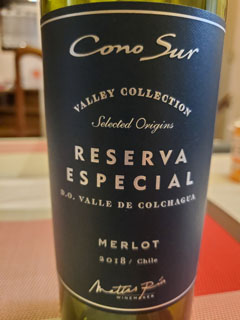 Cono Sur
VALLEY COLLECTION
Selected Origins
RESERVA
ESPECIAL
D.O. VALLE DE COLCHAGUA
MERLOT
2018 / Chile
WINEMAKER